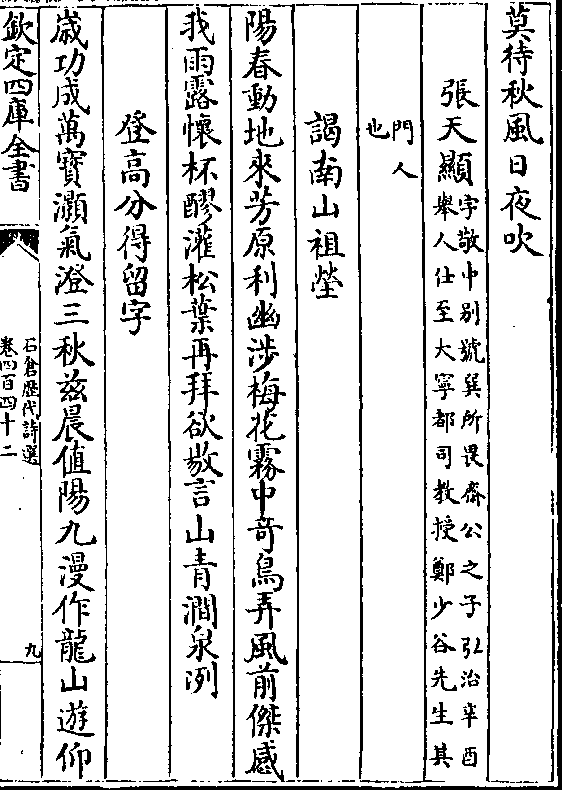 莫待秋風日夜吹
張天顯字敬中别號巽所畏齋公之子弘治辛酉
舉人仕至大寧都司教授鄭少谷先生其
門人
也
謁南山祖塋
陽春動地來芳原利幽涉梅花霧中竒鳥弄風前傑感
我雨露懷杯醪灌松葉再拜欲敬言山青澗泉洌
登高分得留字
歲功成萬寶灝氣澄三秋兹晨值陽九漫作龍山遊仰
欽定四庫全書
石倉歷代詩選
卷四百四十二
九